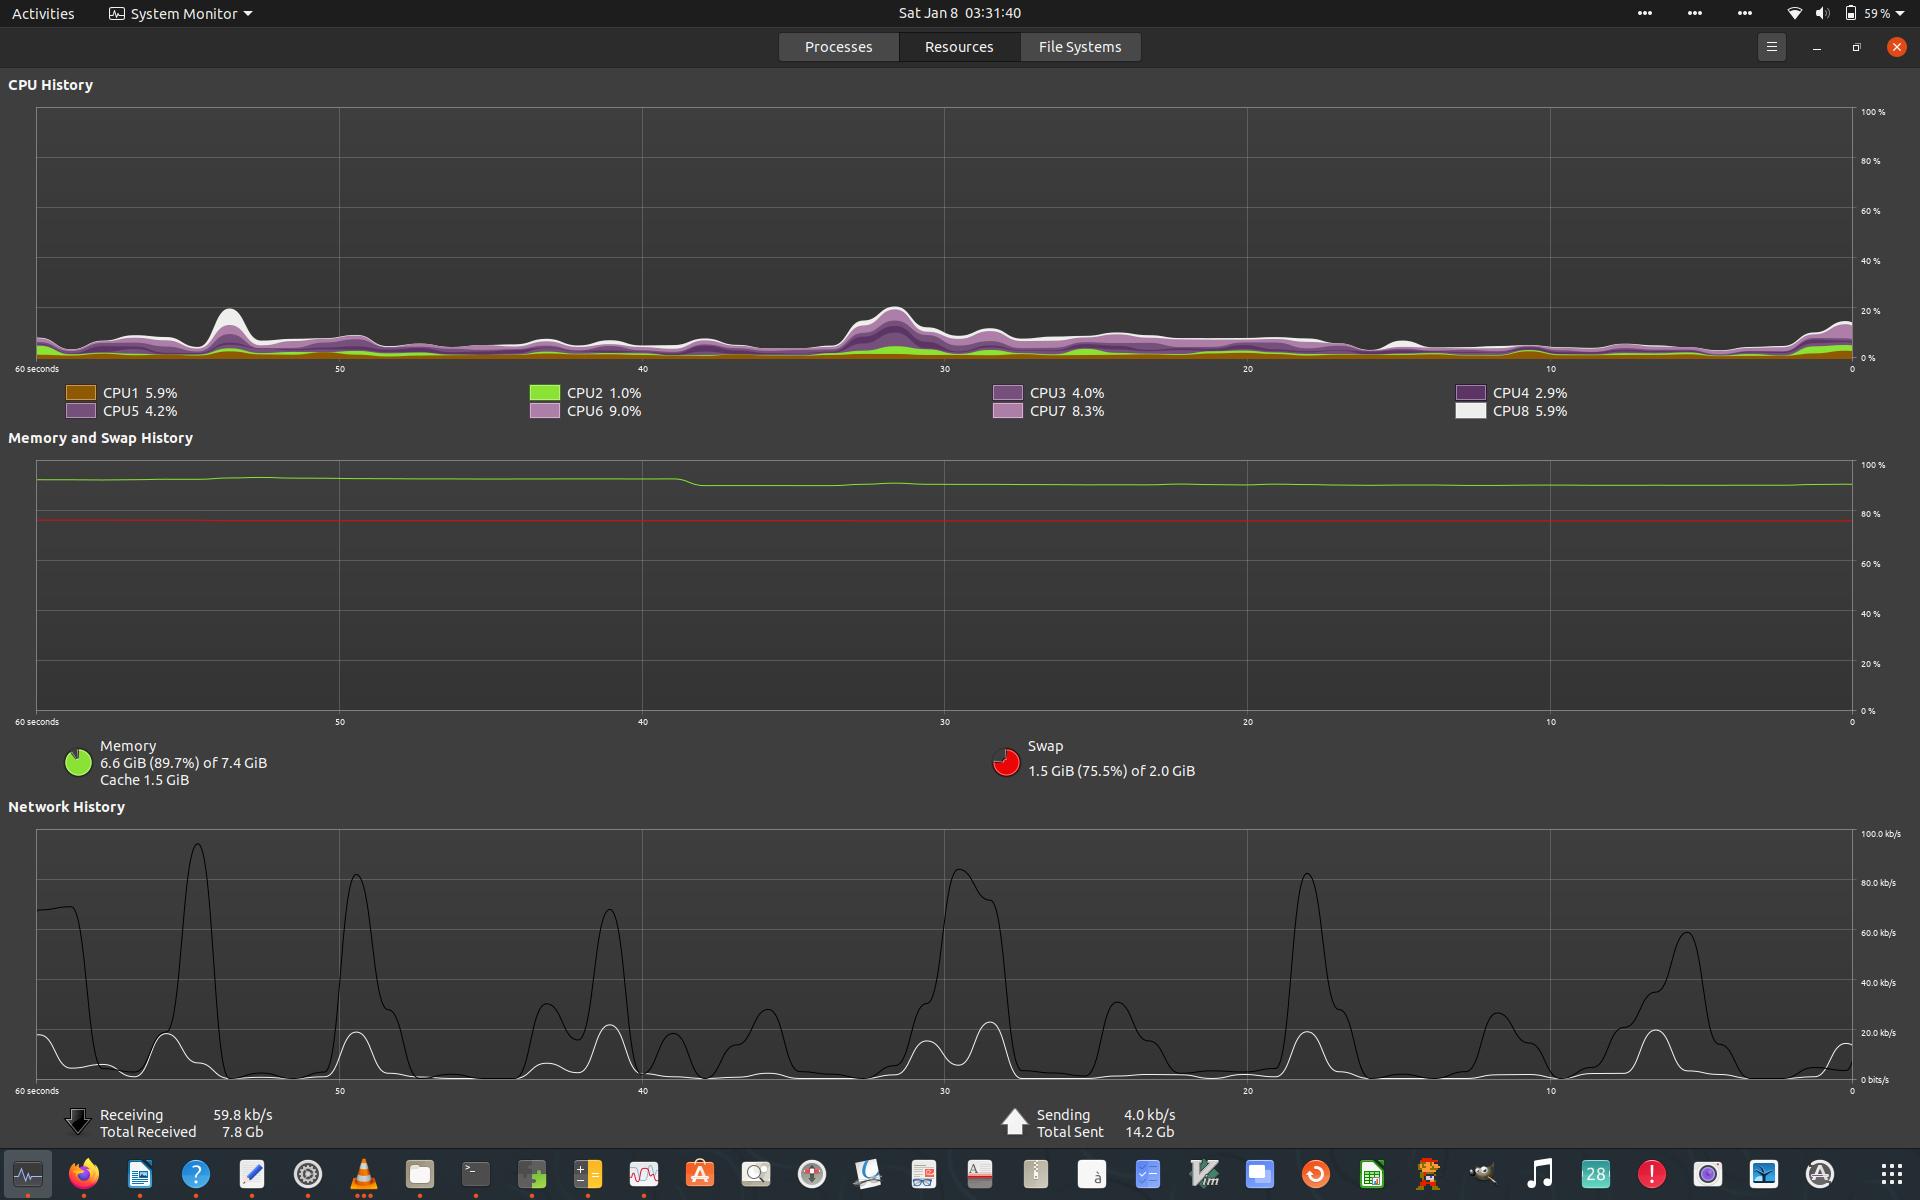 Activities System Monitor Sat Jan 8 03:31:40 59 %
Processes Resources File Systems
CPU History
100 %
80 %
60 %
40 %
20 %
0 %
60 seconds 50 40 30 20 10 0
CPU1 5.9% CPU2 1.0% CPU3 4.0% CPU4 2.9%
CPU5 4.2% CPU6 9.0% CPU7 8.3% CPU8 5.9%
Memory and Swap History
100 %
80 %
60 %
40 %
20 %
0 %
60 seconds 50 40 30 20 10 0
Memory
6.6 GiB (89.7%) of 7.4 GiB
Cache 1.5 GiB
Swap
1.5 GiB (75.5%) of 2.0 GiB
Network History
100.0 kb/s
80.0 kb/s
60.0 kb/s
40.0 kb/s
20.0 kb/s
0 bits/s
60 seconds 50 40 30 20 10 0
Receiving 59.8 kb/s
Total Received 7.8 Gb
Sending 4.0 kb/s
Total Sent 14.2 Gb
? >_ A à Vim 28 !